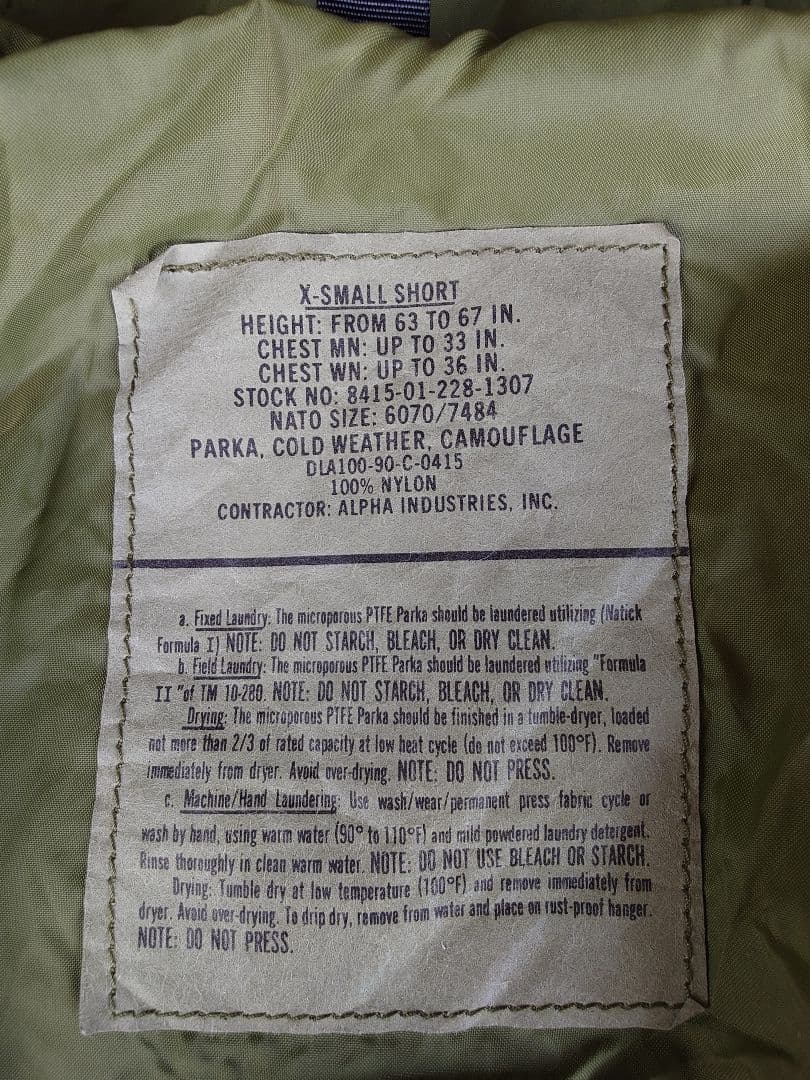 X-SMALL SHORT
HEIGHT: FROM 63 TO 67 IN.
CHEST MN: UP TO 33 IN.
CHEST WN: UP TO 36 IN.
STOCK NO: 8415-01-228-1307
NATO SIZE: 6070/7484
PARKA, COLD WEATHER, CAMOUFLAGE
DLA100-90-C-0415
100% NYLON
CONTRACTOR: ALPHA INDUSTRIES, INC.
a. Fixed Laundry: The microporous PTFE Parka should be laundered utilizing (Natick
Formula I) NOTE: DO NOT STARCH, BLEACH, OR DRY CLEAN.
b. Field Laundry: The microporous PTFE Parka should be laundered utilizing "Formula
II "of TM 10-280. NOTE: DO NOT STARCH, BLEACH, OR DRY CLEAN.
Drying: The microporous PTFE Parka should be finished in a tumble-dryer, loaded
not more than 2/3 of rated capacity at low heat cycle (do not exceed 100°F). Remove
immediately from dryer. Avoid over-drying. NOTE: DO NOT PRESS.
c. Machine/Hand Laundering: Use wash/wear/permanent press fabric cycle or
wash by hand, using warm water (90° to 110°F) and mild powdered laundry detergent.
Rinse thoroughly in clean warm water. NOTE: DO NOT USE BLEACH OR STARCH.
Drying: Tumble dry at low temperature (100°F) and remove immediately from
dryer. Avoid over-drying. To drip dry, remove from water and place on rust-proof hanger.
NOTE: DO NOT PRESS.